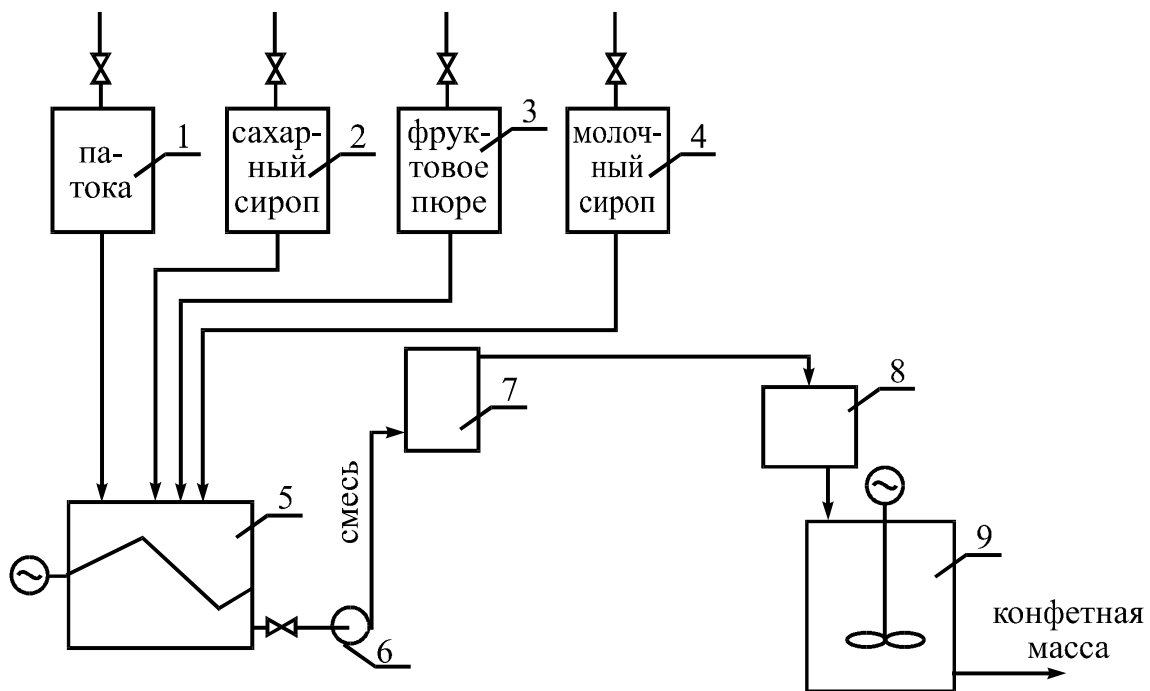 па-
тока
1
сахар-
ный
сироп
2
фрук-
товое
пюре
3
молоч-
ный
сироп
4
5
смесь
6
7
8
9
конфетная
масса